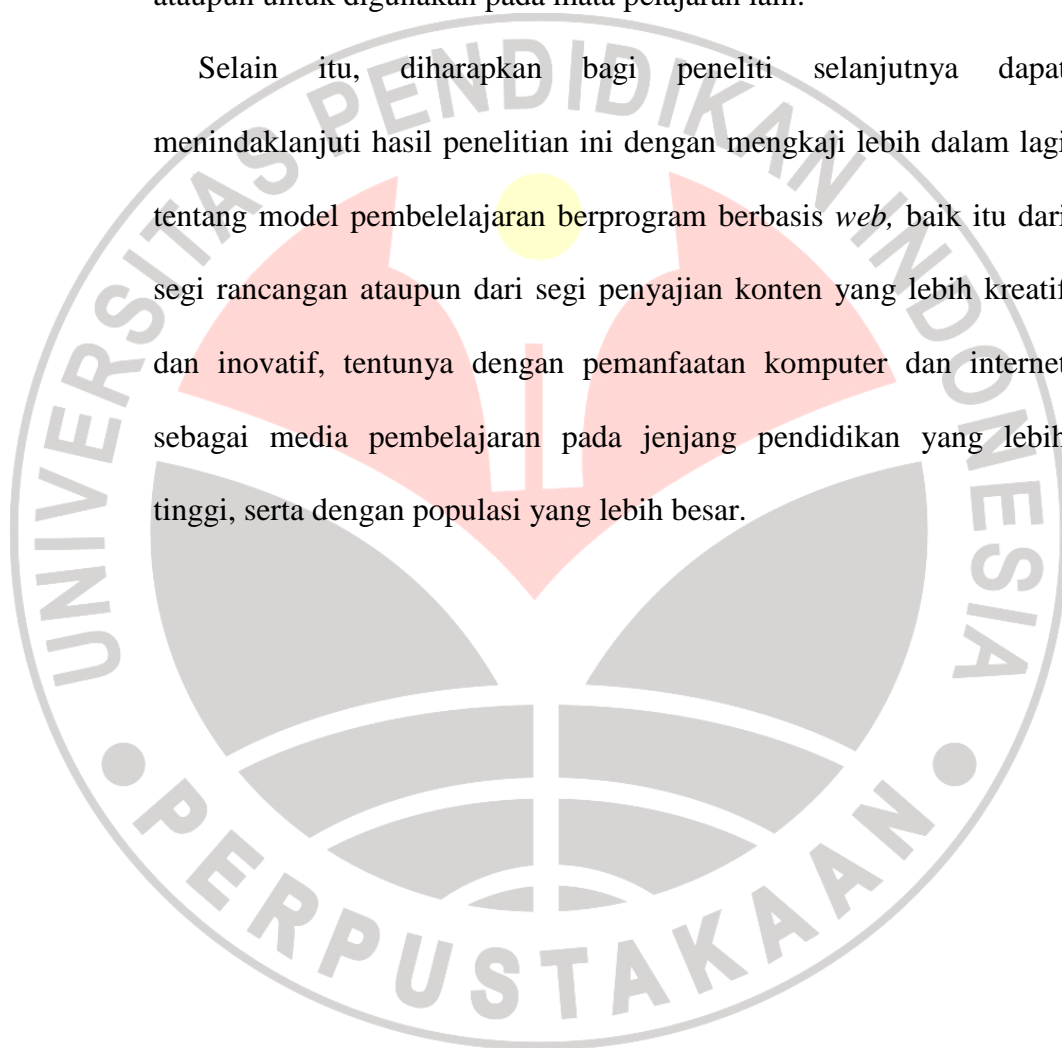 ataupun untuk digunakan pada mata pelajaran lain.
Selain itu, diharapkan bagi peneliti selanjutnya dapat
menindaklanjuti hasil penelitian ini dengan mengkaji lebih dalam lagi
tentang model pembelelajaran berprogram berbasis web, baik itu dari
segi rancangan ataupun dari segi penyajian konten yang lebih kreatif
dan inovatif, tentunya dengan pemanfaatan komputer dan internet
sebagai media pembelajaran pada jenjang pendidikan yang lebih
tinggi, serta dengan populasi yang lebih besar.
UNIVERSITAS PENDIDIKAN INDONESIA
PERPUSTAKAAN